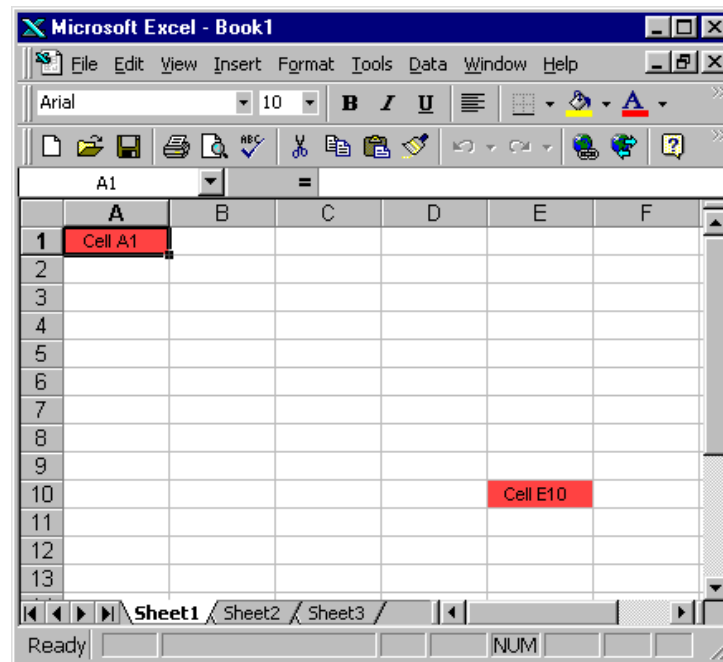 Microsoft Excel - Book1
File Edit View Insert Format Tools Data Window Help
Arial 10 B I U A
ABC ?
A1 =
A B C D E F
1 Cell A1
2
3
4
5
6
7
8
9
10 Cell E10
11
12
13
Sheet1 Sheet2 Sheet3
Ready NUM